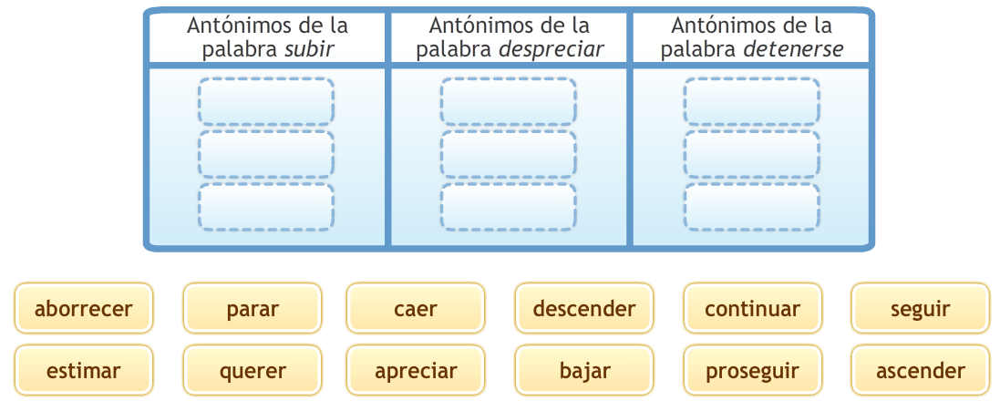 Antónimos de la
palabra subir
Antónimos de la
palabra despreciar
Antónimos de la
palabra detenerse
aborrecer
parar
caer
descender
continuar
seguir
estimar
querer
apreciar
bajar
proseguir
ascender